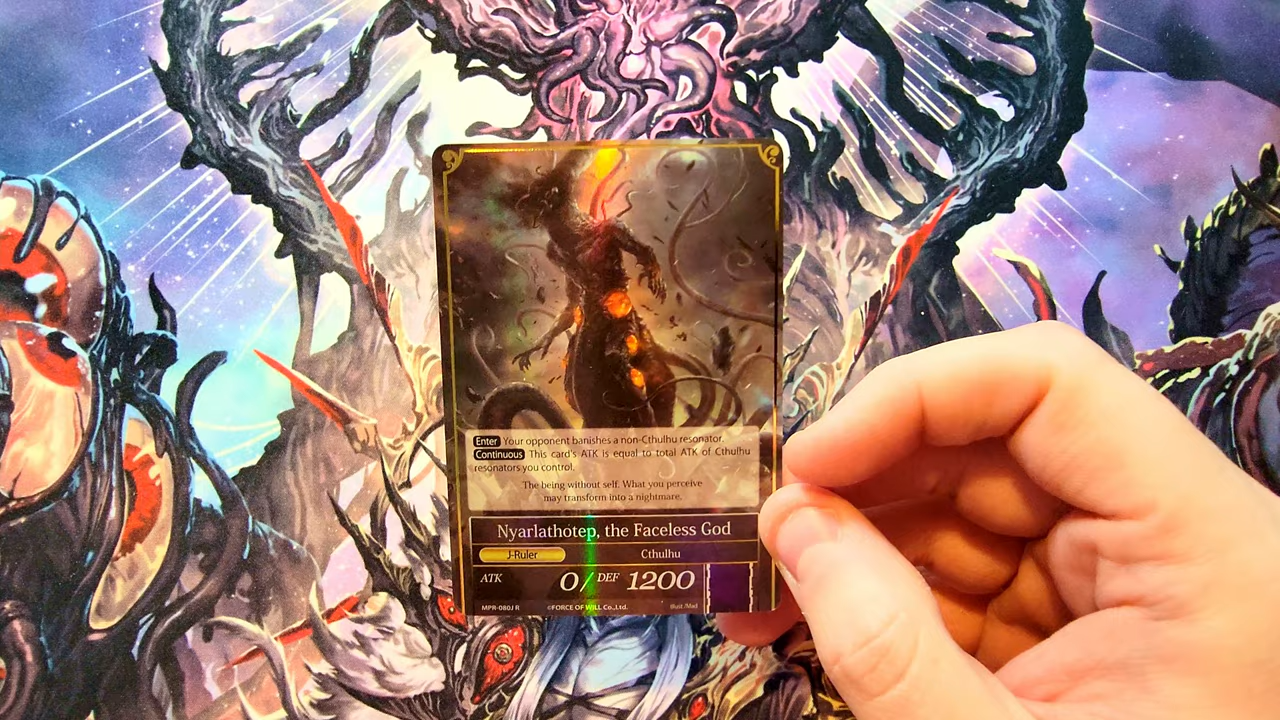 Enter Your opponent banishes a non-Cthulhu resonator.
Continuous This card's ATK is equal to total ATK of Cthulhu
resonators you control.
The being without self. What you perceive
may transform into a nightmare.
Nyarlathotep, the Faceless God
J-Ruler Cthulhu
ATK 0/ DEF 1200
MPR-080J R ©FORCE OF WILL Co.,Ltd. Illust /Mad